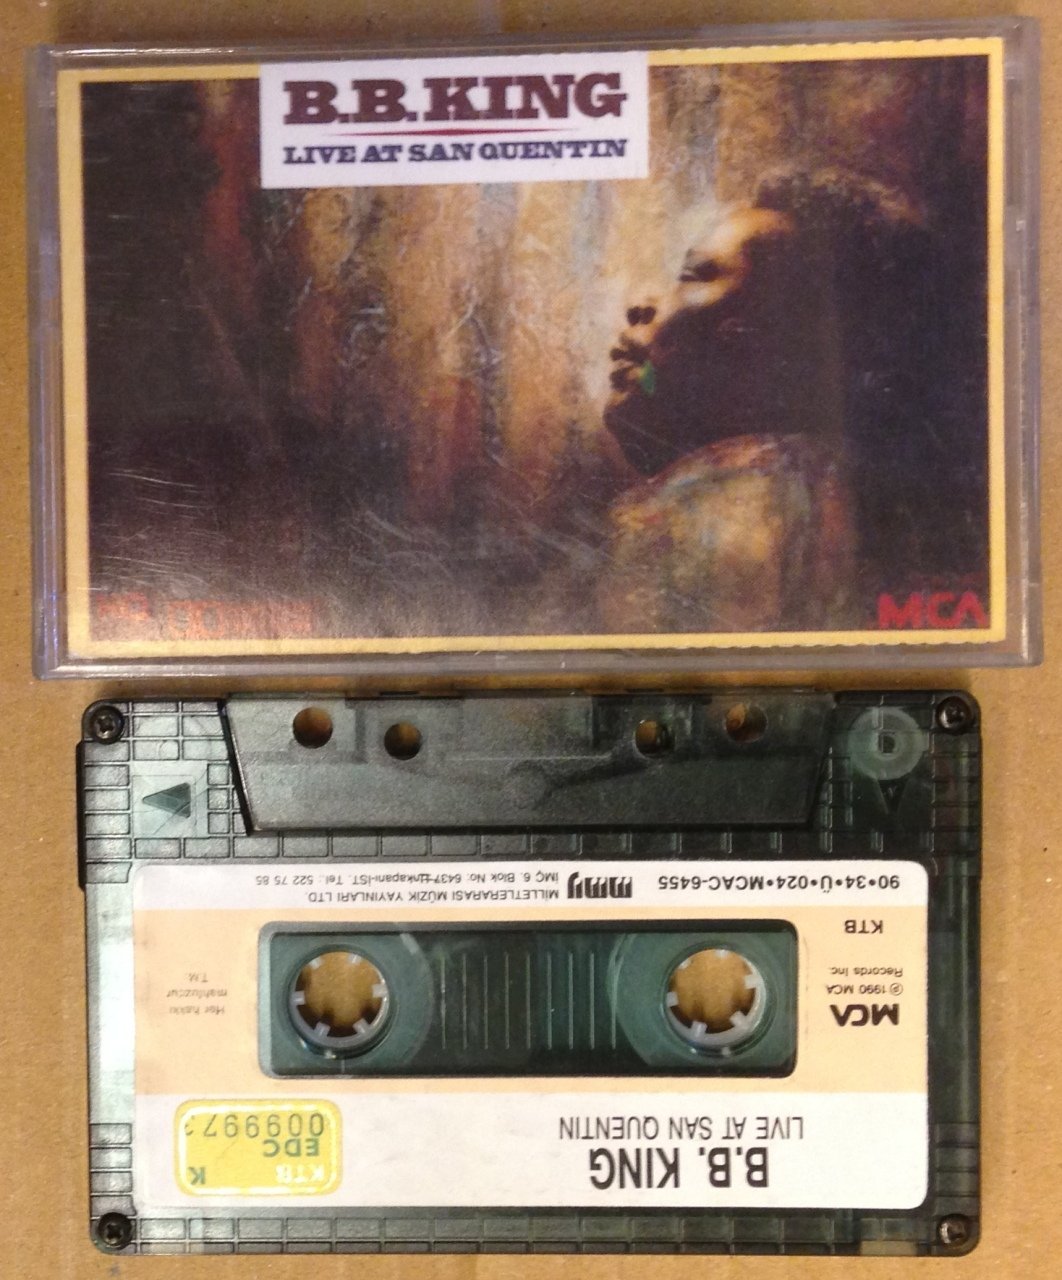 B.B. KING
LIVE AT SAN QUENTIN
MCA
B.B. KING
LIVE AT SAN QUENTIN
KTB K
EDC
009973
MCA
℗ 1990 MCA
Records Inc.
KTB
Her hakkı
mahfuzdur
T.M.
90•34•Ü•024•MCAC-6455
mmy
MİLLETLERARASI MÜZİK YAYINLARI LTD.
İMÇ 6. Blok No: 6437 Unkapanı-İST. Tel.: 522 75 85